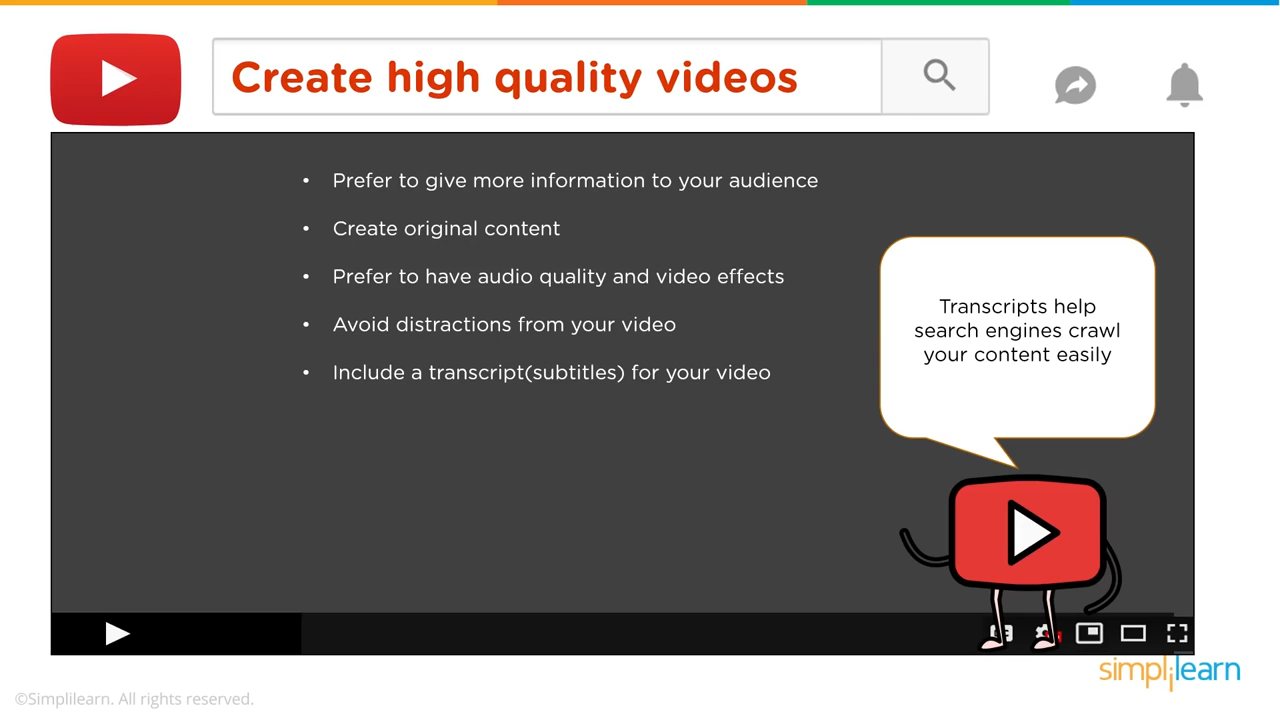 Create high quality videos
• Prefer to give more information to your audience
• Create original content
• Prefer to have audio quality and video effects
• Avoid distractions from your video
• Include a transcript(subtitles) for your video
Transcripts help
search engines crawl
your content easily
simplilearn
©Simplilearn. All rights reserved.